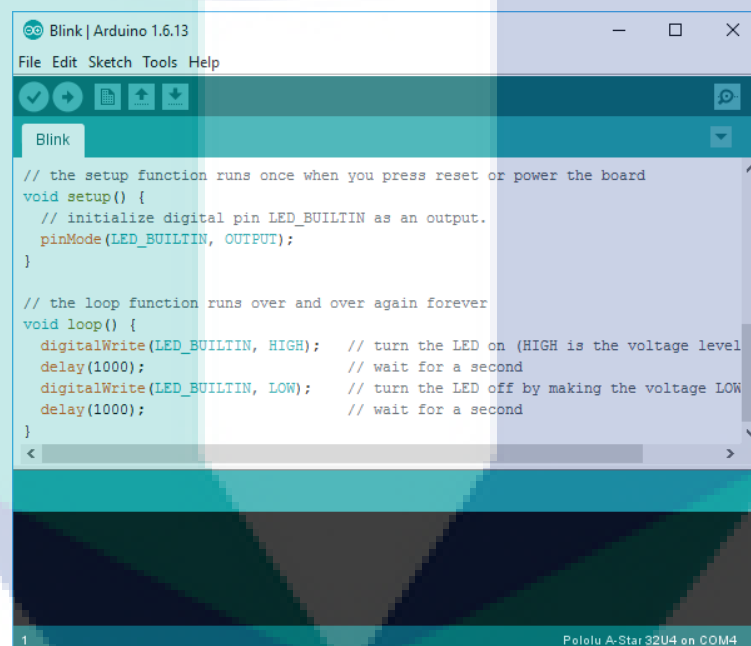 Blink | Arduino 1.6.13
File Edit Sketch Tools Help
Blink
// the setup function runs once when you press reset or power the board
void setup() {
  // initialize digital pin LED_BUILTIN as an output.
  pinMode(LED_BUILTIN, OUTPUT);
}
// the loop function runs over and over again forever
void loop() {
  digitalWrite(LED_BUILTIN, HIGH);   // turn the LED on (HIGH is the voltage level
  delay(1000);                       // wait for a second
  digitalWrite(LED_BUILTIN, LOW);    // turn the LED off by making the voltage LOW
  delay(1000);                       // wait for a second
}
1
Pololu A-Star 32U4 on COM4